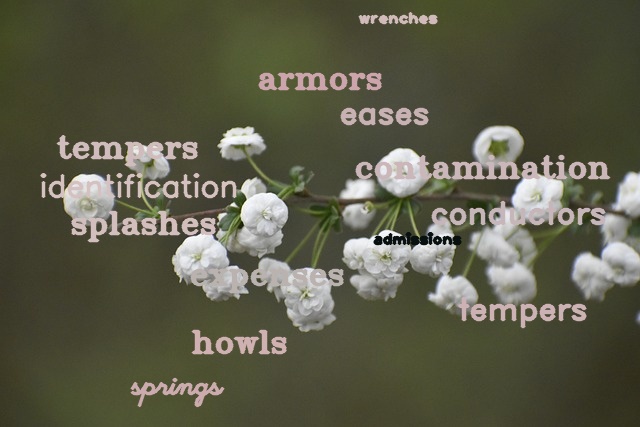 wrenches
armors
eases
tempers
contamination
identification
conductors
splashes
admissions
expenses
tempers
howls
springs